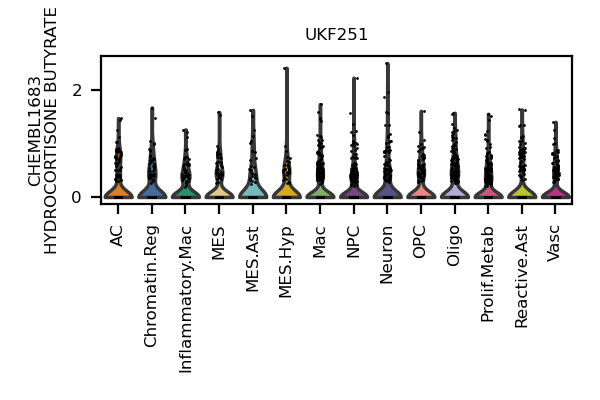 UKF251
CHEMBL1683
HYDROCORTISONE BUTYRATE
2
0
AC
Chromatin.Reg
Inflammatory.Mac
MES
MES.Ast
MES.Hyp
Mac
NPC
Neuron
OPC
Oligo
Prolif.Metab
Reactive.Ast
Vasc